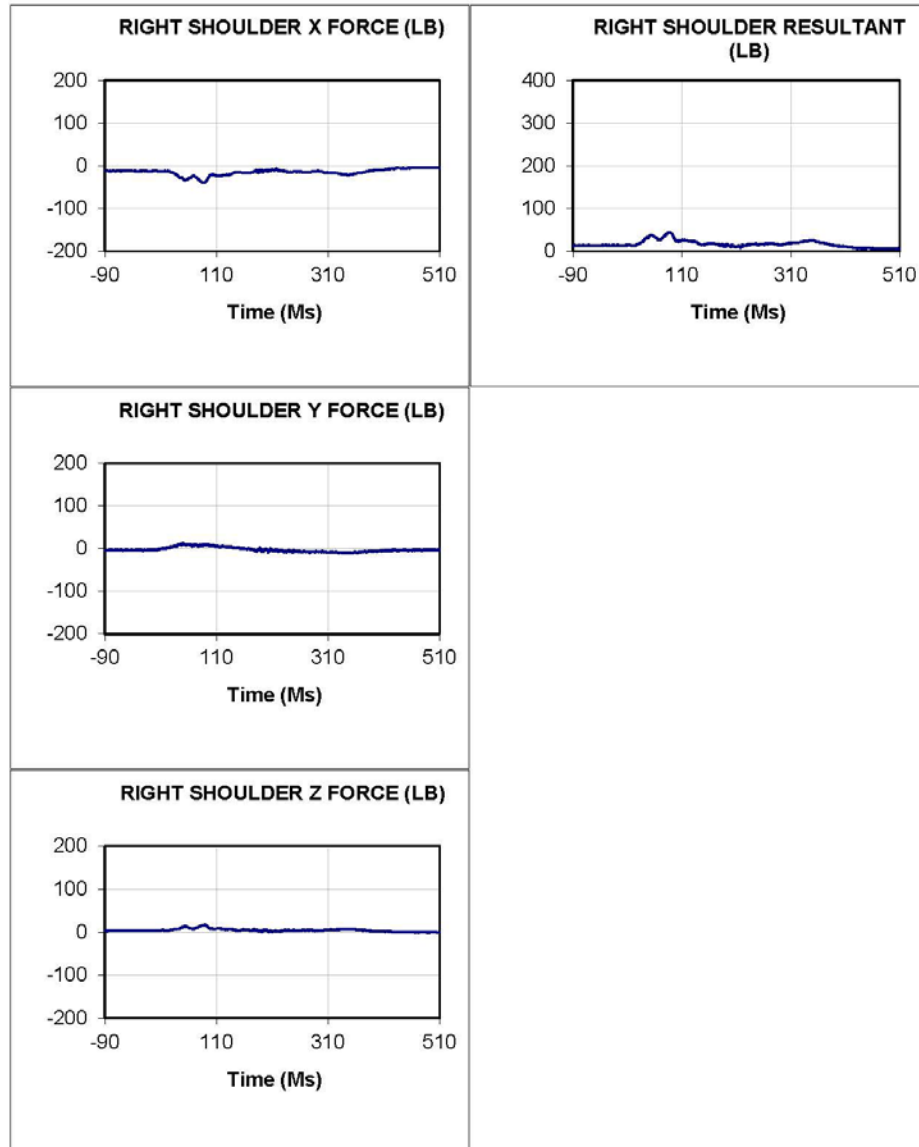 RIGHT SHOULDER X FORCE (LB)
200
100
0
-100
-200
-90 110 310 510
Time (Ms)
RIGHT SHOULDER RESULTANT
(LB)
400
300
200
100
0
-90 110 310 510
Time (Ms)
RIGHT SHOULDER Y FORCE (LB)
200
100
0
-100
-200
-90 110 310 510
Time (Ms)
RIGHT SHOULDER Z FORCE (LB)
200
100
0
-100
-200
-90 110 310 510
Time (Ms)